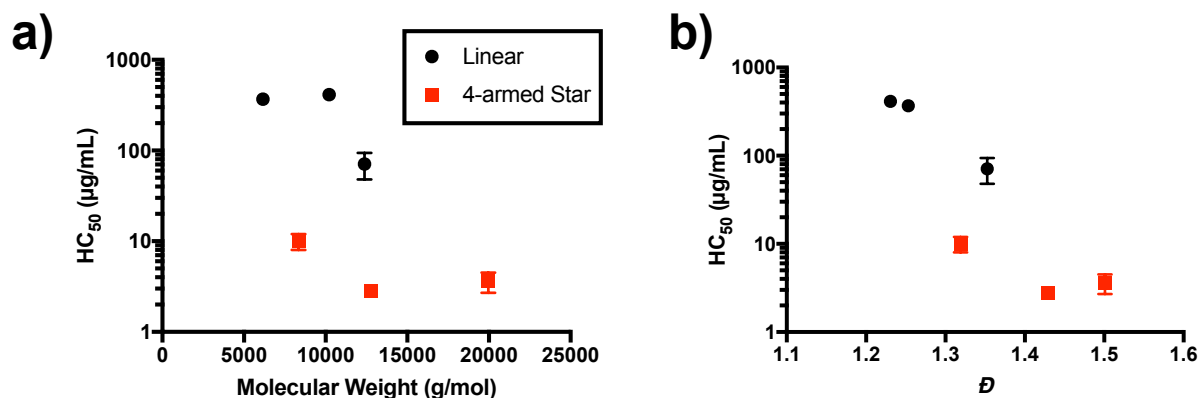 a)
HC50 (µg/mL)
1000
100
10
1
0 5000 10000 15000 20000 25000
Molecular Weight (g/mol)
Linear
4-armed Star
b)
HC50 (µg/mL)
1000
100
10
1
1.1 1.2 1.3 1.4 1.5 1.6
Đ